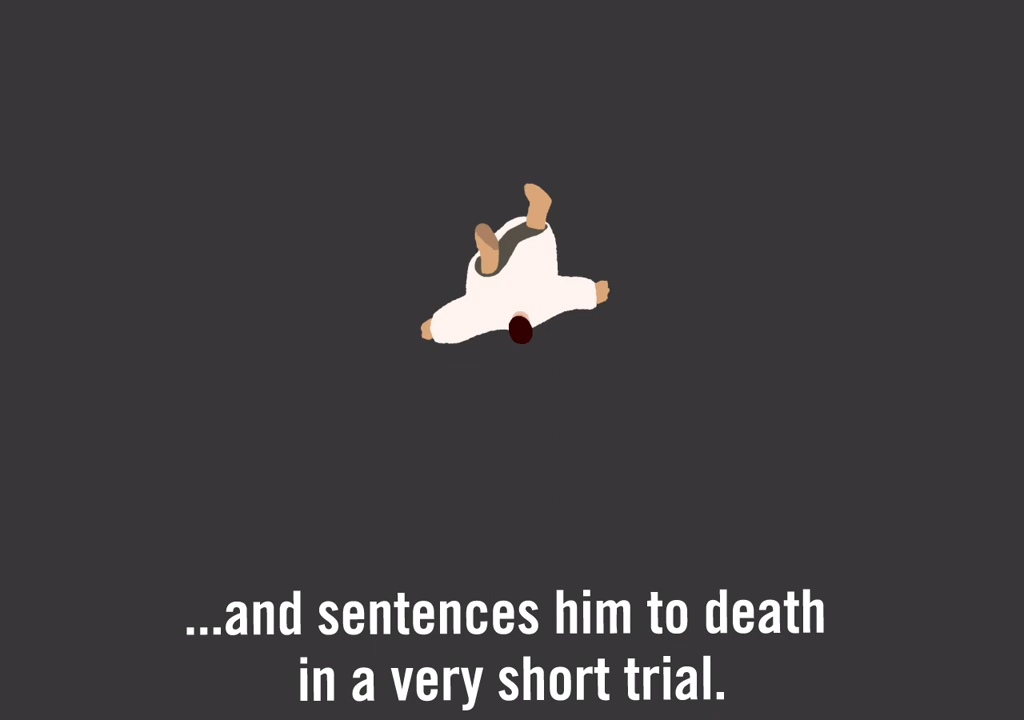 ...and sentences him to death
in a very short trial.